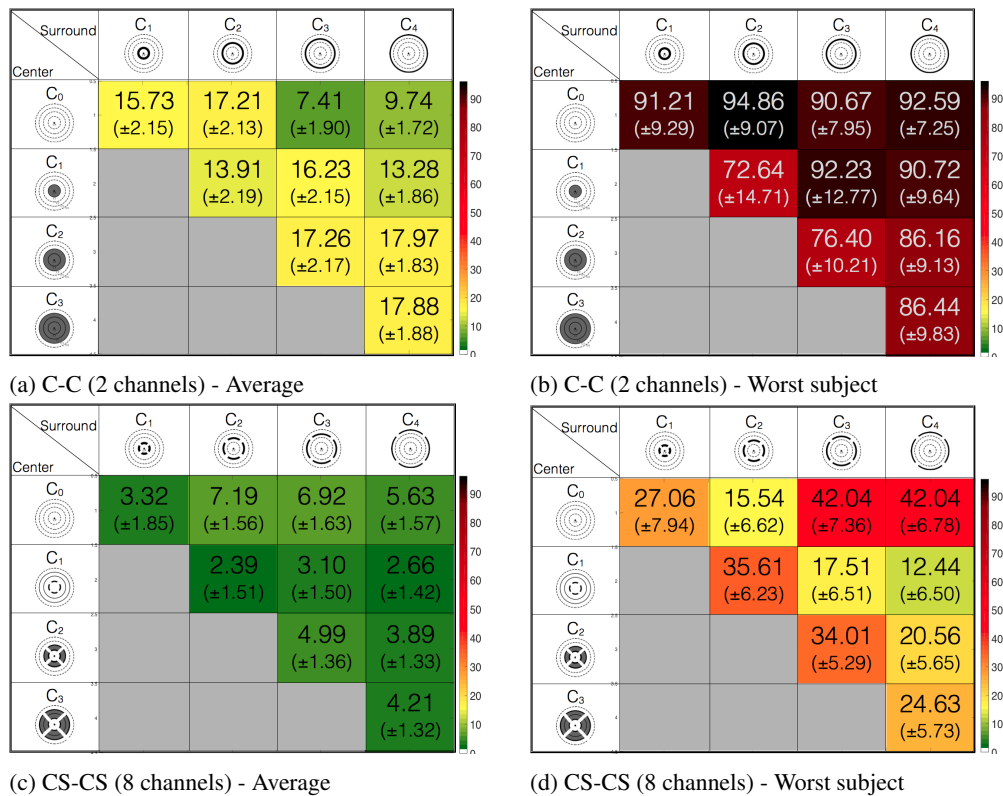 Surround
Center
C1 C2 C3 C4
C0 15.73 17.21 7.41 9.74
(±2.15) (±2.13) (±1.90) (±1.72)
C1 13.91 16.23 13.28
(±2.19) (±2.15) (±1.86)
C2 17.26 17.97
(±2.17) (±1.83)
C3 17.88
(±1.88)
90
80
70
60
50
40
30
20
10
0
(a) C-C (2 channels) - Average
Surround
Center
C1 C2 C3 C4
C0 91.21 94.86 90.67 92.59
(±9.29) (±9.07) (±7.95) (±7.25)
C1 72.64 92.23 90.72
(±14.71) (±12.77) (±9.64)
C2 76.40 86.16
(±10.21) (±9.13)
C3 86.44
(±9.83)
90
80
70
60
50
40
30
20
10
0
(b) C-C (2 channels) - Worst subject
Surround
Center
C1 C2 C3 C4
C0 3.32 7.19 6.92 5.63
(±1.85) (±1.56) (±1.63) (±1.57)
C1 2.39 3.10 2.66
(±1.51) (±1.50) (±1.42)
C2 4.99 3.89
(±1.36) (±1.33)
C3 4.21
(±1.32)
90
80
70
60
50
40
30
20
10
0
(c) CS-CS (8 channels) - Average
Surround
Center
C1 C2 C3 C4
C0 27.06 15.54 42.04 42.04
(±7.94) (±6.62) (±7.36) (±6.78)
C1 35.61 17.51 12.44
(±6.23) (±6.51) (±6.50)
C2 34.01 20.56
(±5.29) (±5.65)
C3 24.63
(±5.73)
90
80
70
60
50
40
30
20
10
0
(d) CS-CS (8 channels) - Worst subject